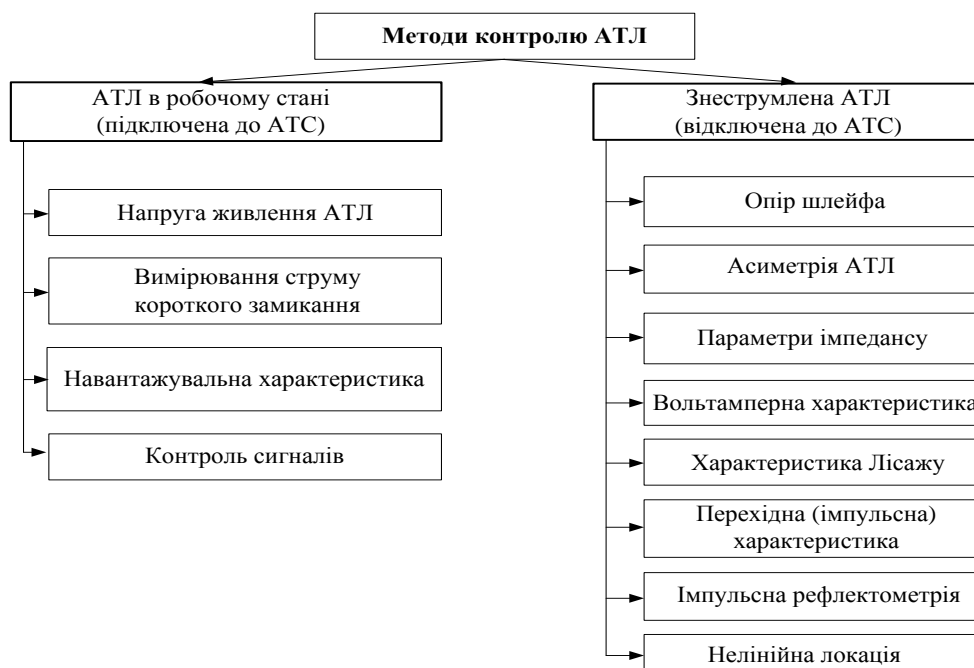 Методи контролю АТЛ
АТЛ в робочому стані
(підключена до АТС)
Напруга живлення АТЛ
Вимірювання струму
короткого замикання
Навантажувальна характеристика
Контроль сигналів
Знеструмлена АТЛ
(відключена до АТС)
Опір шлейфа
Асиметрія АТЛ
Параметри імпедансу
Вольтамперна характеристика
Характеристика Лісажу
Перехідна (імпульсна)
характеристика
Імпульсна рефлектометрія
Нелінійна локація